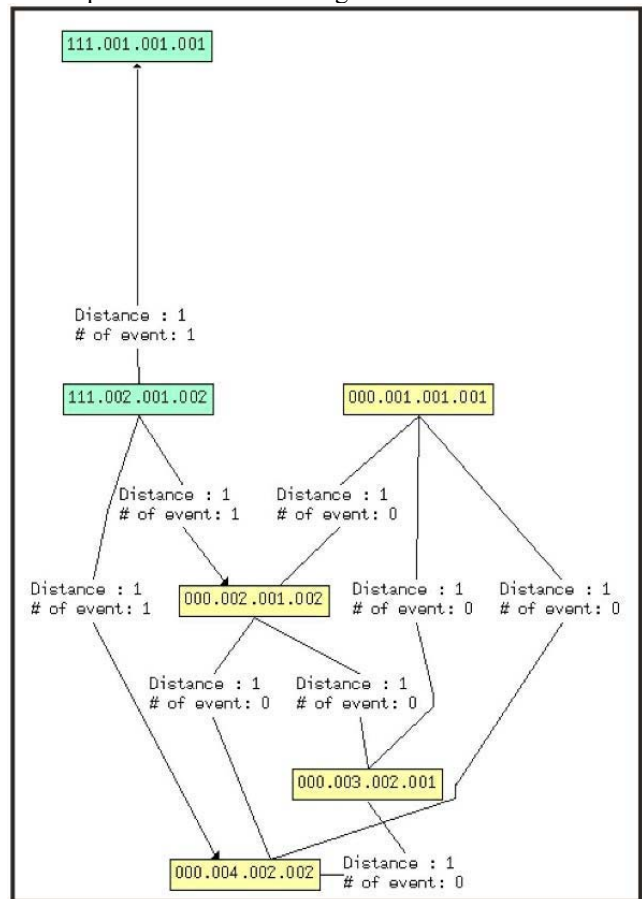 111.001.001.001
Distance : 1
# of event: 1
111.002.001.002
000.001.001.001
Distance : 1
# of event: 1
Distance : 1
# of event: 0
Distance : 1
# of event: 1
000.002.001.002
Distance : 1
# of event: 0
Distance : 1
# of event: 0
Distance : 1
# of event: 0
Distance : 1
# of event: 0
000.003.002.001
000.004.002.002
Distance : 1
# of event: 0